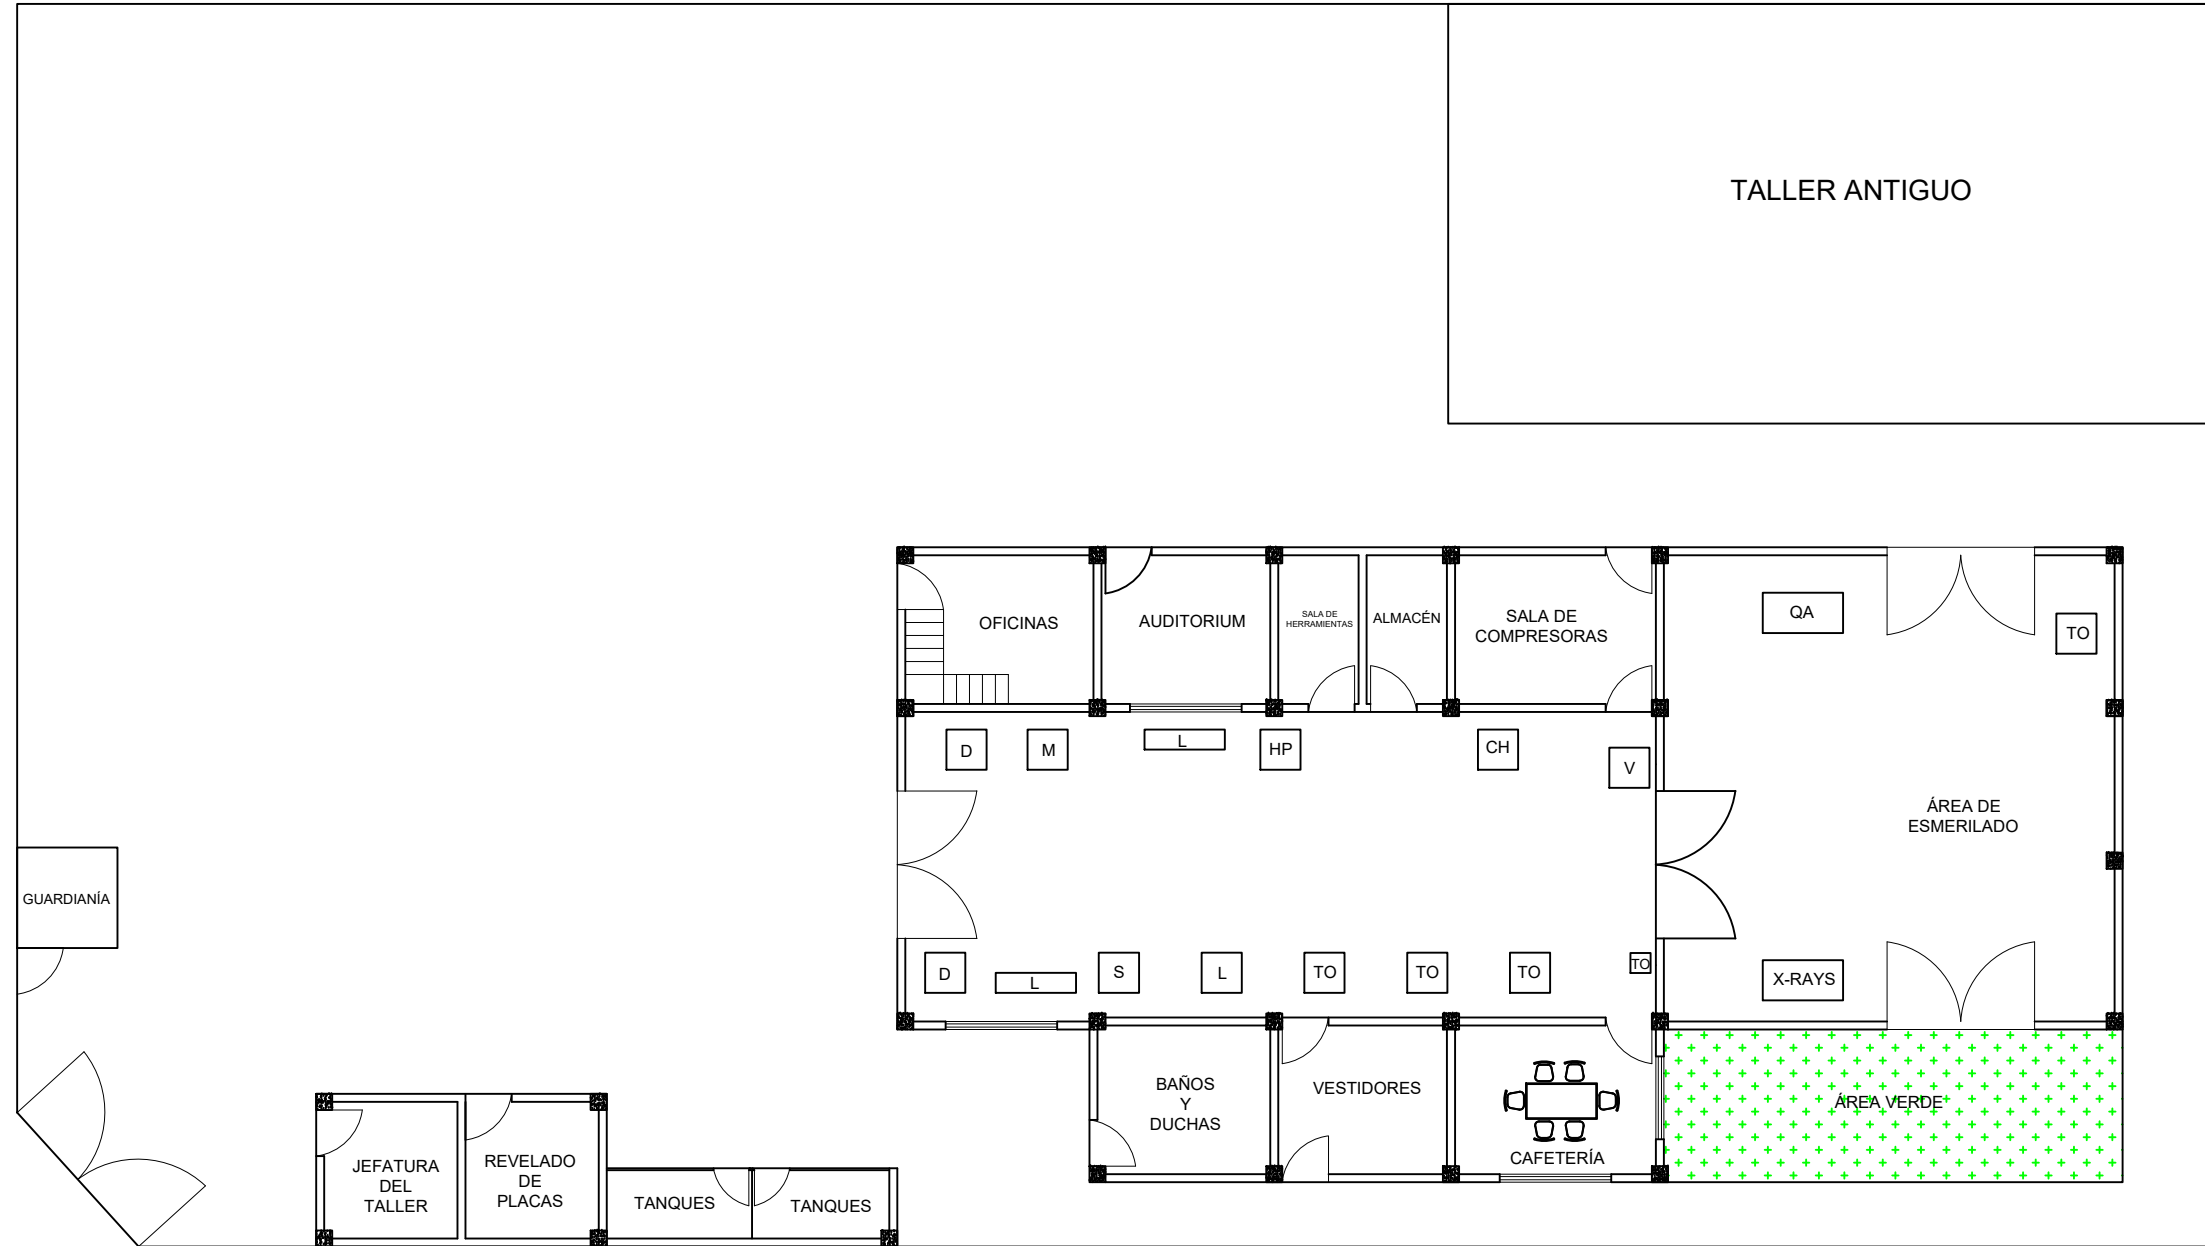 TALLER ANTIGUO
OFICINAS
AUDITORIUM
SALA DE
HERRAMIENTAS
ALMACÉN
SALA DE
COMPRESORAS
QA
TO
D
M
L
HP
CH
V
ÁREA DE
ESMERILADO
GUARDIANÍA
D
L
S
L
TO
TO
TO
TO
X-RAYS
BAÑOS
Y
DUCHAS
VESTIDORES
CAFETERÍA
ÁREA VERDE
JEFATURA
DEL
TALLER
REVELADO
DE
PLACAS
TANQUES
TANQUES